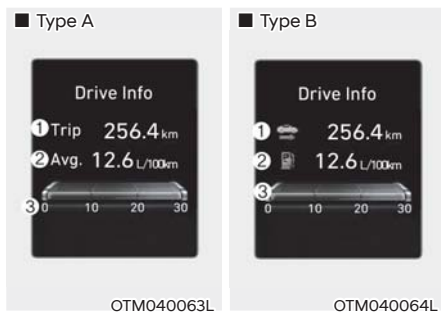 ■ Type A
Drive Info
① Trip 256.4 km
② Avg. 12.6 L/100km
③
0 10 20 30
OTM040063L
■ Type B
Drive Info
① 256.4 km
② 12.6 L/100km
③
0 10 20 30
OTM040064L